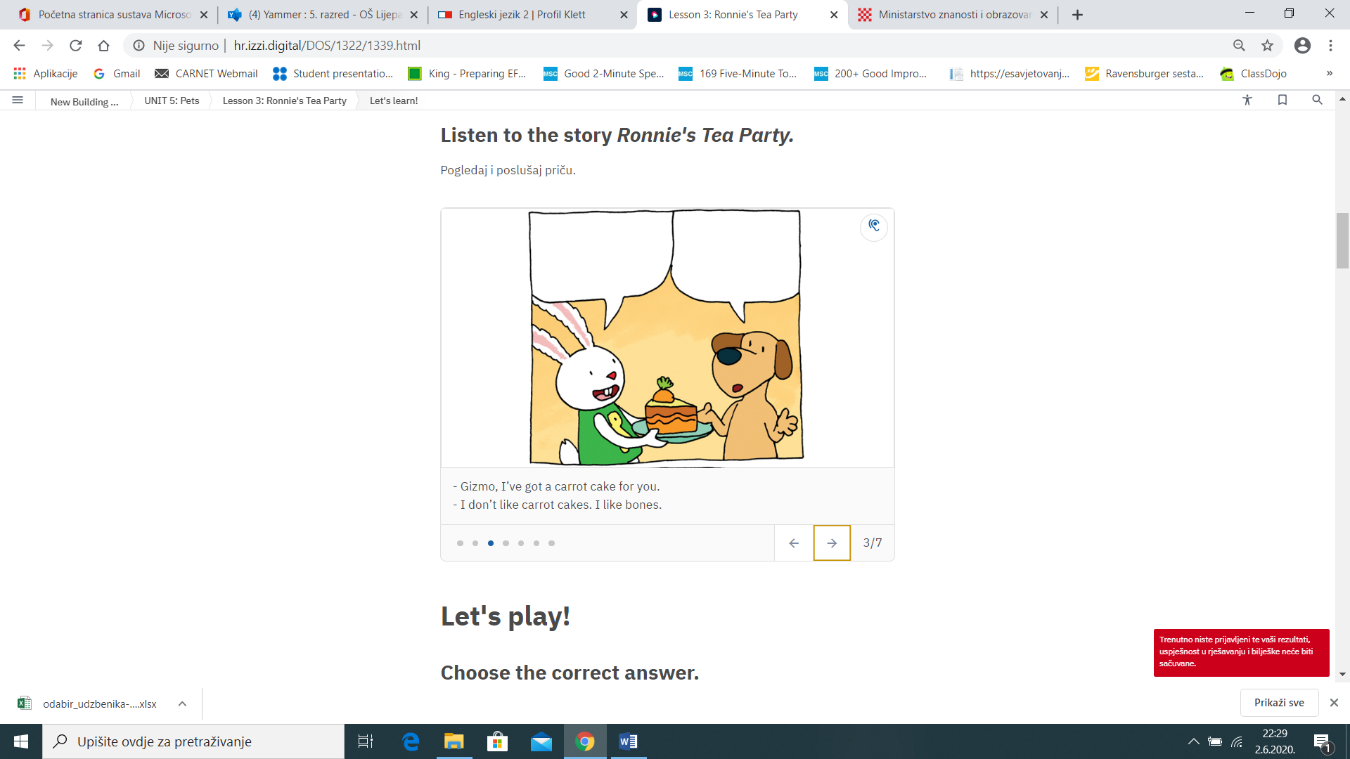 Početna stranica sustava Microso
(4) Yammer : 5. razred - OŠ Lijepa
Engleski jezik 2 | Profil Klett
Lesson 3: Ronnie's Tea Party
Ministarstvo znanosti i obrazovan
Nije sigurno | hr.izzi.digital/DOS/1322/1339.html
Aplikacije
Gmail
CARNET Webmail
Student presentatio...
King - Preparing EF...
MSC Good 2-Minute Spe...
MSC 169 Five-Minute To...
MSC 200+ Good Impro...
https://esavjetovanj...
Ravensburger sesta...
ClassDojo
»
New Building ...
UNIT 5: Pets
Lesson 3: Ronnie's Tea Party
Let's learn!
Listen to the story Ronnie's Tea Party.
Pogledaj i poslušaj priču.
- Gizmo, I've got a carrot cake for you.
- I don't like carrot cakes. I like bones.
3/7
Let's play!
Choose the correct answer.
Trenutno niste prijavljeni te vaši rezultati,
uspješnost u rješavanju i bilješke neće biti
sačuvane.
odabir_udzbenika-....xlsx
Prikaži sve
Upišite ovdje za pretraživanje
22:29
2.6.2020.
1